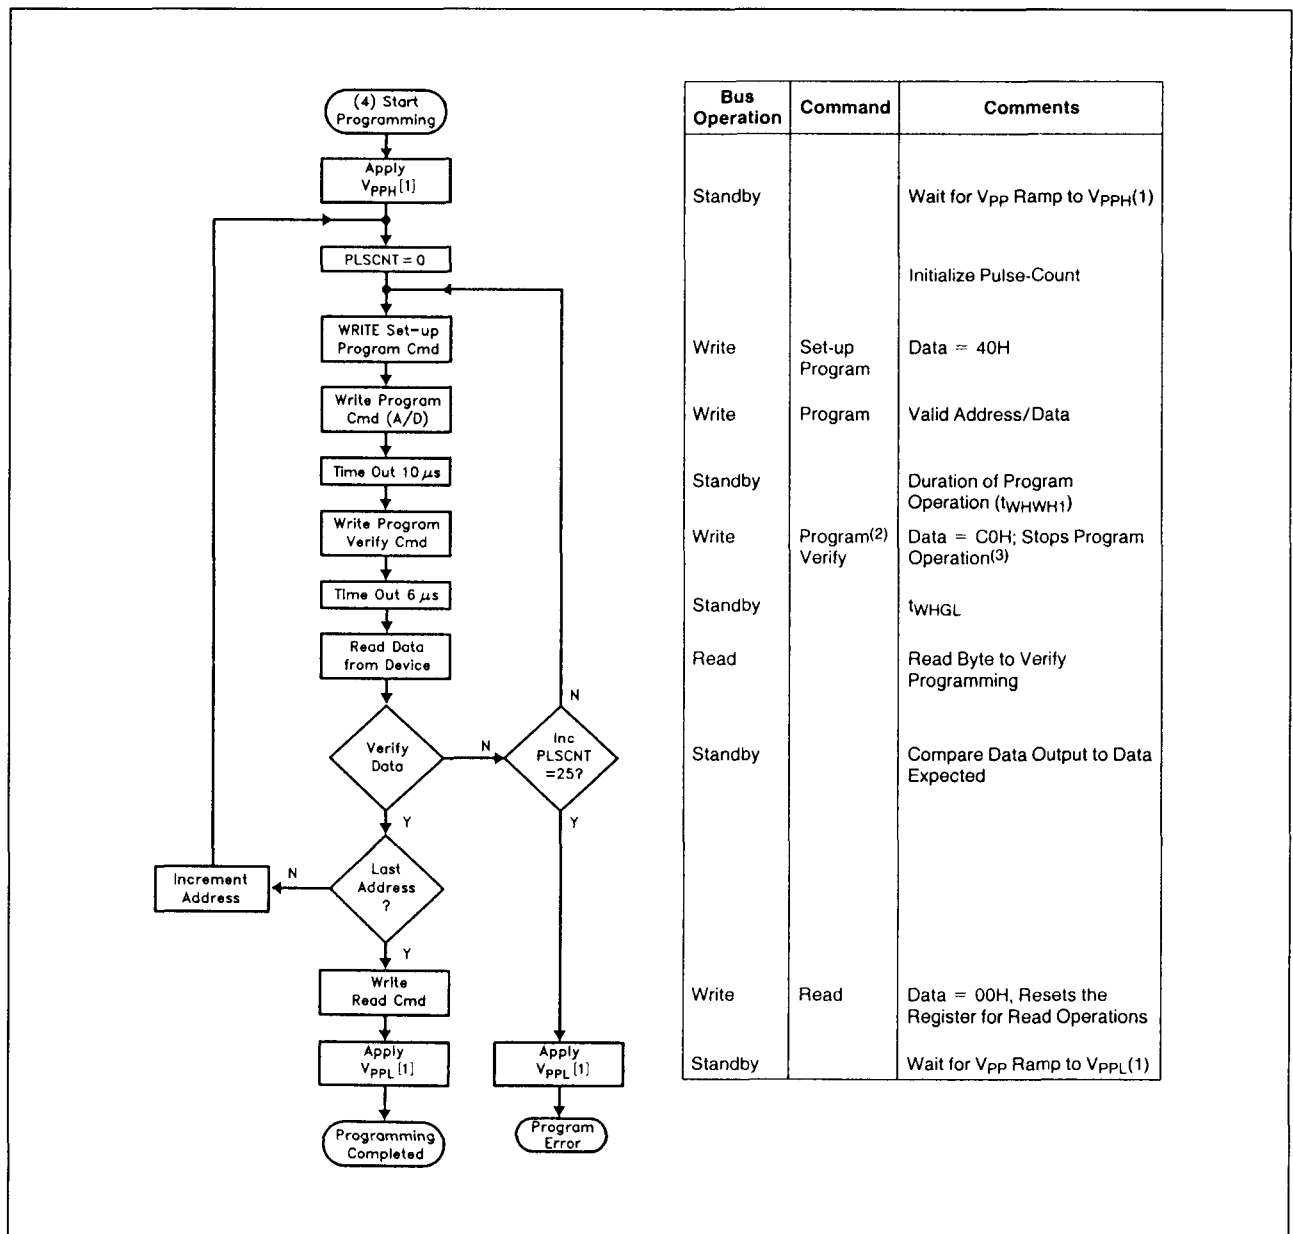 (4) Start
Programming
Apply
VPPH[1]
PLSCNT = 0
WRITE Set-up
Program Cmd
Write Program
Cmd (A/D)
Time Out 10 μs
Write Program
Verify Cmd
Time Out 6 μs
Read Data
from Device
Verify
Data
N
Inc
PLSCNT
=25?
N
Y
Y
Last
Address
?
N
Increment
Address
Y
Write
Read Cmd
Apply
VPPL[1]
Programming
Completed
Apply
VPPL[1]
Program
Error
Bus
Operation
Command
Comments
Standby
Wait for VPP Ramp to VPPH(1)
Initialize Pulse-Count
Write
Set-up
Program
Data = 40H
Write
Program
Valid Address/Data
Standby
Duration of Program
Operation (tWHWH1)
Write
Program(2)
Verify
Data = C0H; Stops Program
Operation(3)
Standby
tWHGL
Read
Read Byte to Verify
Programming
Standby
Compare Data Output to Data
Expected
Write
Read
Data = 00H, Resets the
Register for Read Operations
Standby
Wait for VPP Ramp to VPPL(1)